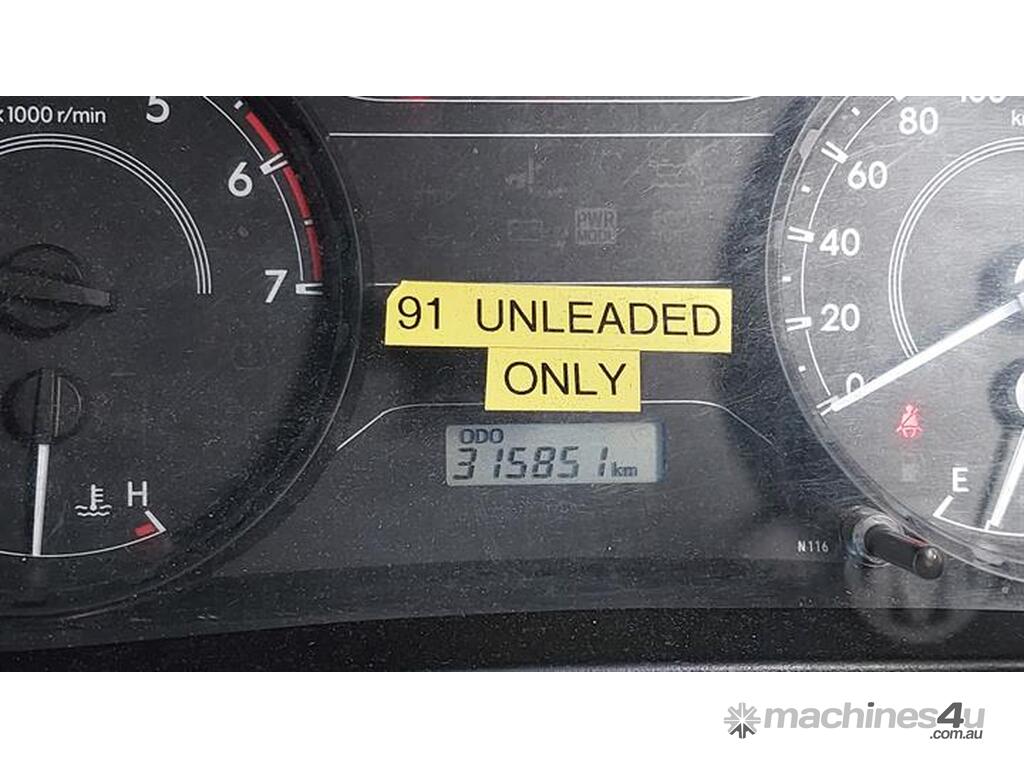 x 1000 r/min
5
6
7
H
PWR
MODE
91 UNLEADED
ONLY
ODO
315851 km
80
60
40
20
0
E
N116
machines4u
.com.au